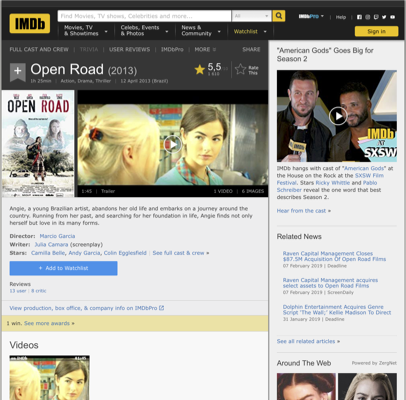 IMDb
Find Movies, TV shows, Celebrities and more...
All
Movies, TV
& Showtimes
Celebs, Events
& Photos
News &
Community
Watchlist
IMDbPro
Help
Sign in
FULL CAST AND CREW | TRIVIA | USER REVIEWS | IMDbPro | MORE
SHARE
+ Open Road (2013)
1h 25min | Action, Drama, Thriller | 12 April 2013 (Brazil)
5,5
Rate
This
OPEN ROAD
1:45 | Trailer
1 VIDEO | 6 IMAGES
Angie, a young Brazilian artist, abandons her old life and embarks on a journey around the
country. Running from her past, and searching for her foundation in life, Angie finds not only
herself but love in its many forms.
Director: Marcio Garcia
Writer: Julia Camara (screenplay)
Stars: Camilla Belle, Andy Garcia, Colin Egglesfield | See full cast & crew »
+ Add to Watchlist
Reviews
13 user | 9 critic
View production, box office, & company info on IMDbPro
1 win. See more awards »
Videos
"American Gods" Goes Big for
Season 2
IMDb
AT
SXSW
IMDb hangs with cast of "American Gods" at
the House on the Rock at the SXSW Film
Festival. Stars Ricky Whittle and Pablo
Schreiber reveal the one word that best
describes Season 2.
Hear from the cast »
Related News
Raven Capital Management Closes
$87.5M Acquisition Of Open Road Films
07 February 2019 | Deadline
Raven Capital Management acquires
select assets to Open Road Films
07 February 2019 | ScreenDaily
Dolphin Entertainment Acquires Genre
Script 'The Wall;' Kellie Madison To Direct
31 January 2019 | Deadline
See all related articles »
Around The Web
Powered by ZergNet